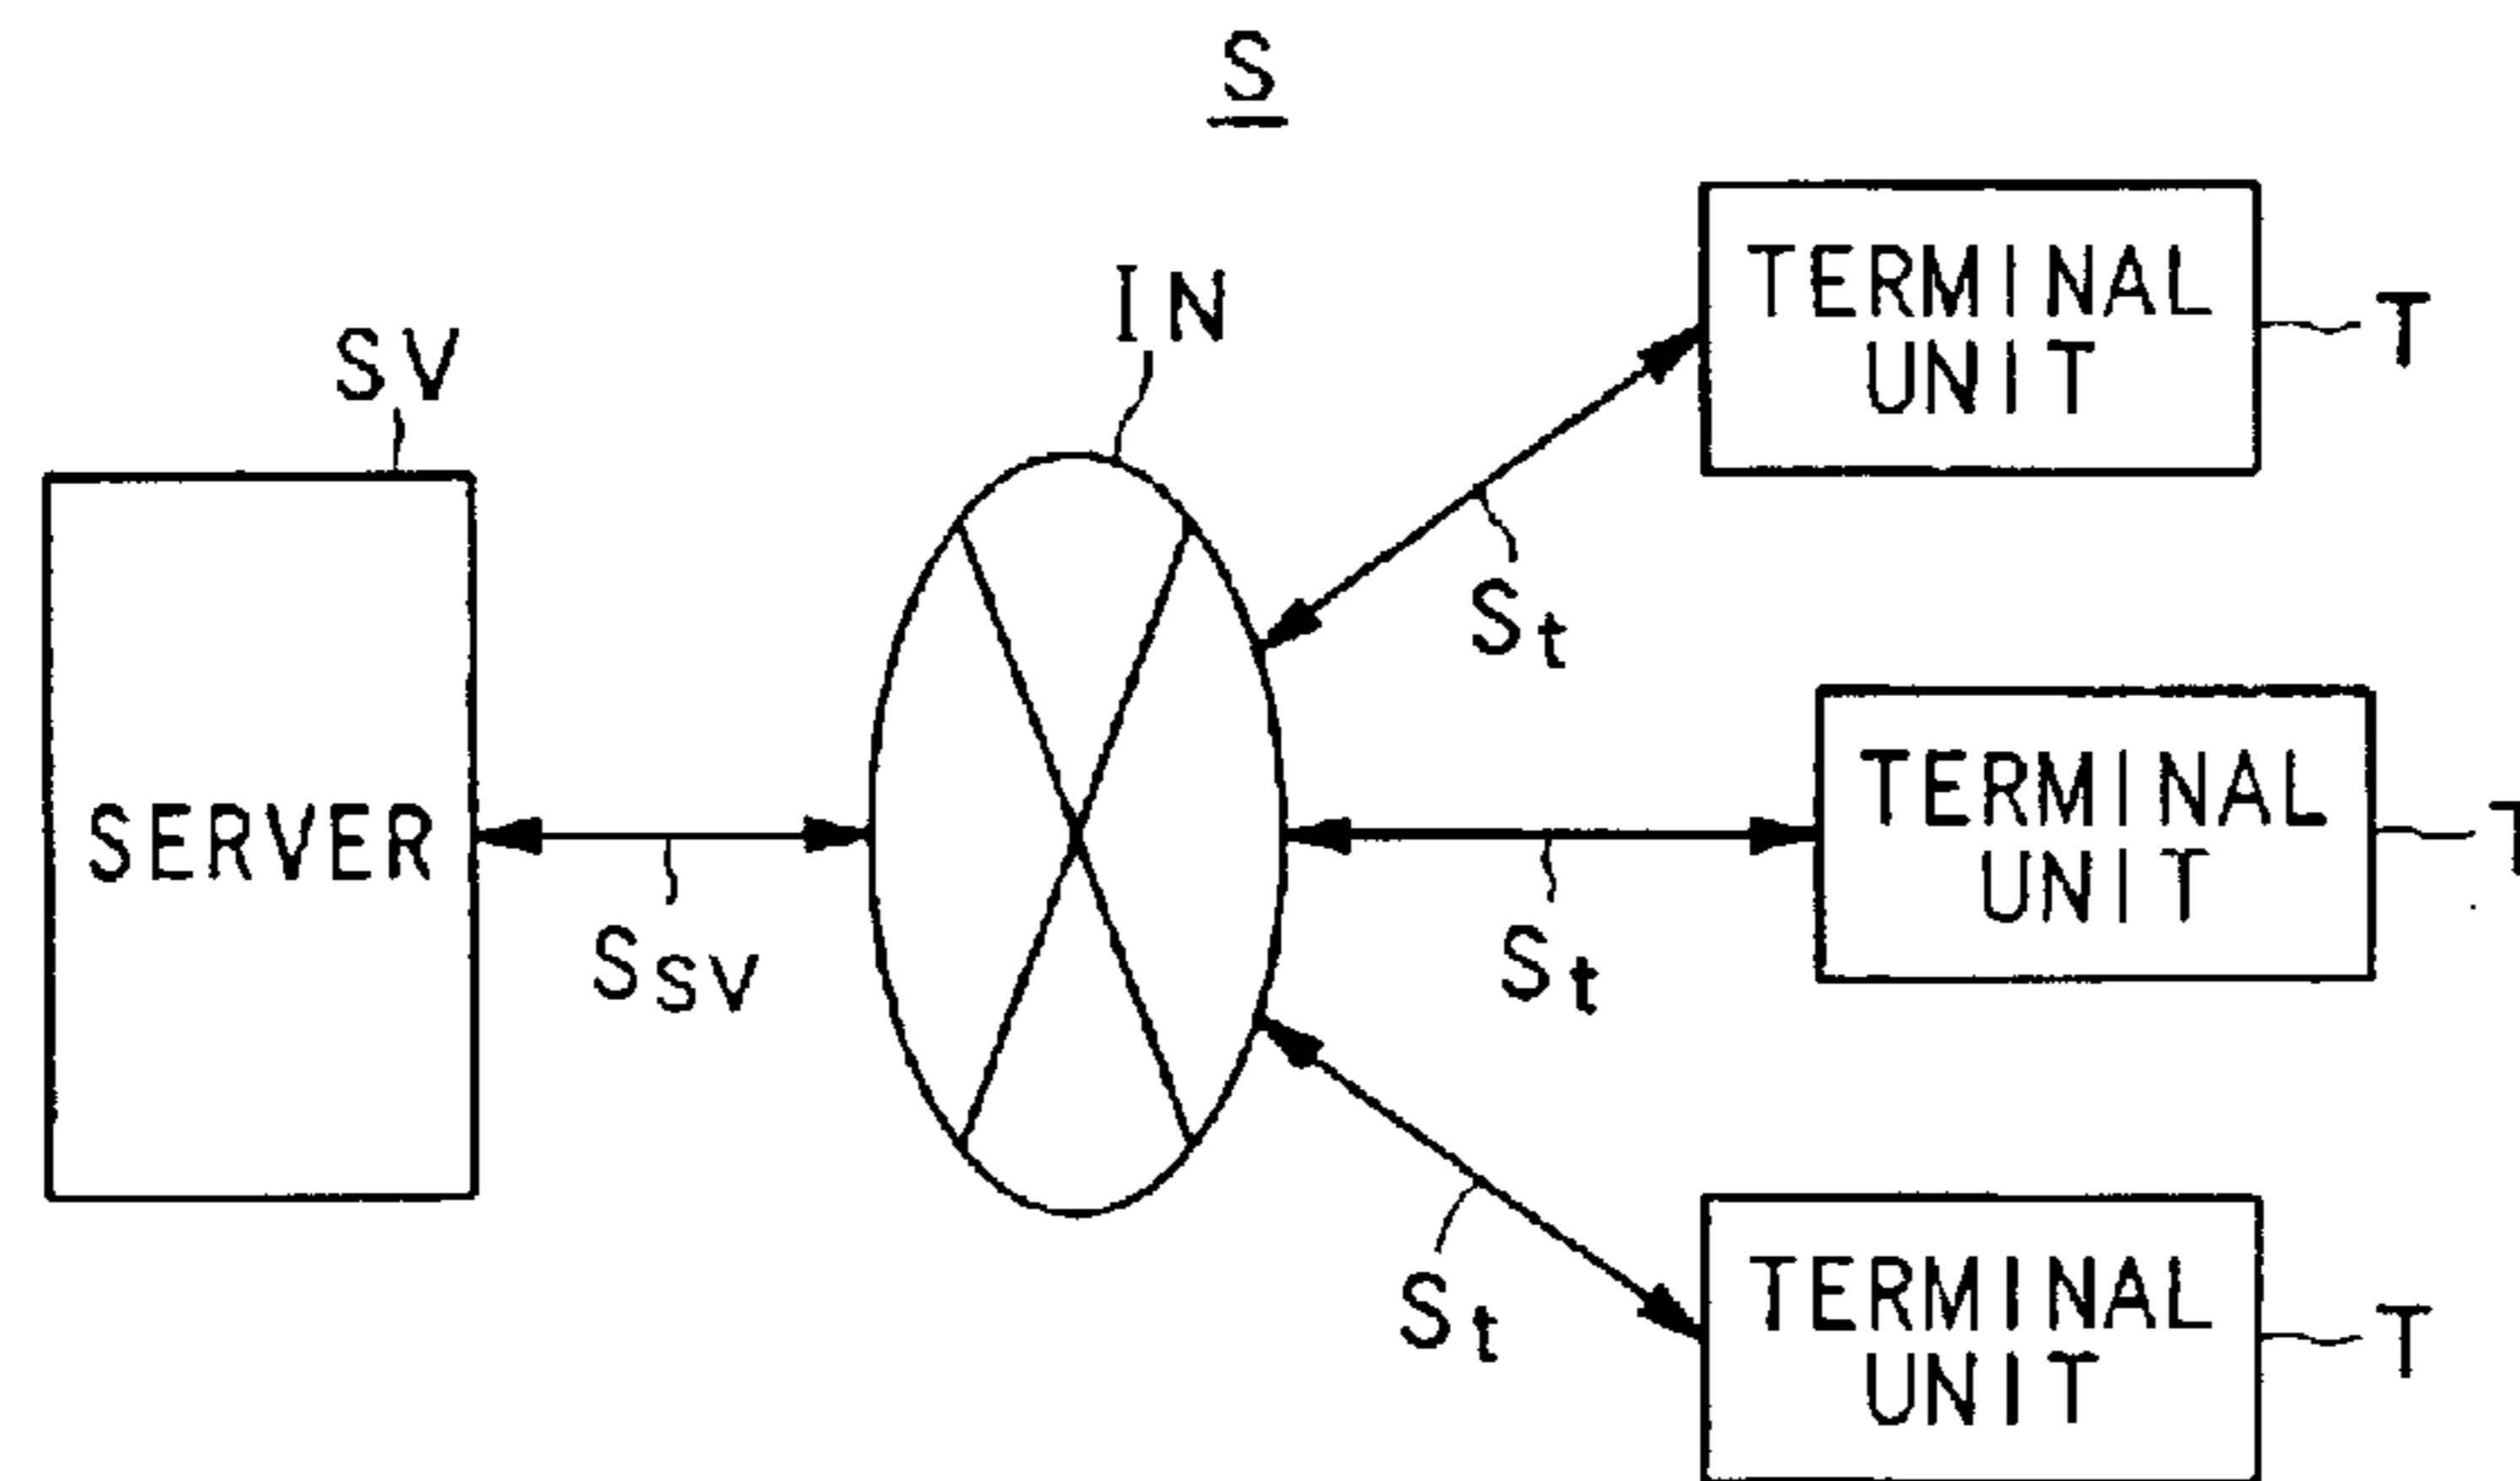 S
IN
SV
TERMINAL
UNIT
T
St
SERVER
SSV
TERMINAL
UNIT
T
St
TERMINAL
UNIT
T
St